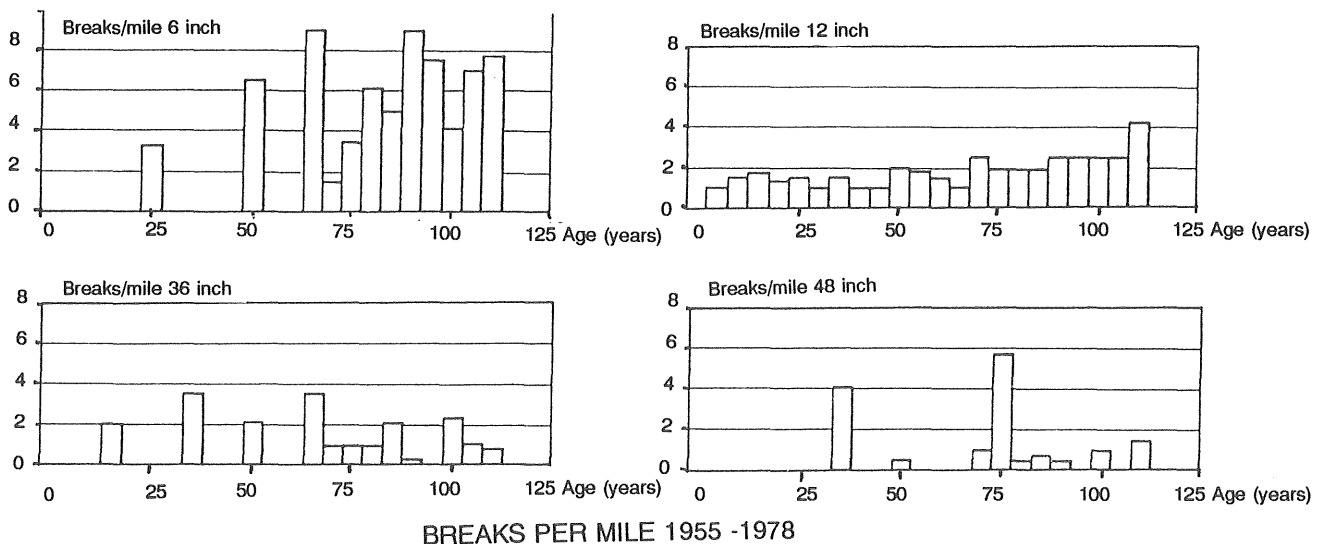 Breaks/mile 6 inch
8
6
4
2
0
0 25 50 75 100 125 Age (years)
Breaks/mile 12 inch
8
6
4
2
0
0 25 50 75 100 125 Age (years)
Breaks/mile 36 inch
8
6
4
2
0
0 25 50 75 100 125 Age (years)
Breaks/mile 48 inch
8
6
4
2
0
0 25 50 75 100 125 Age (years)
BREAKS PER MILE 1955 -1978